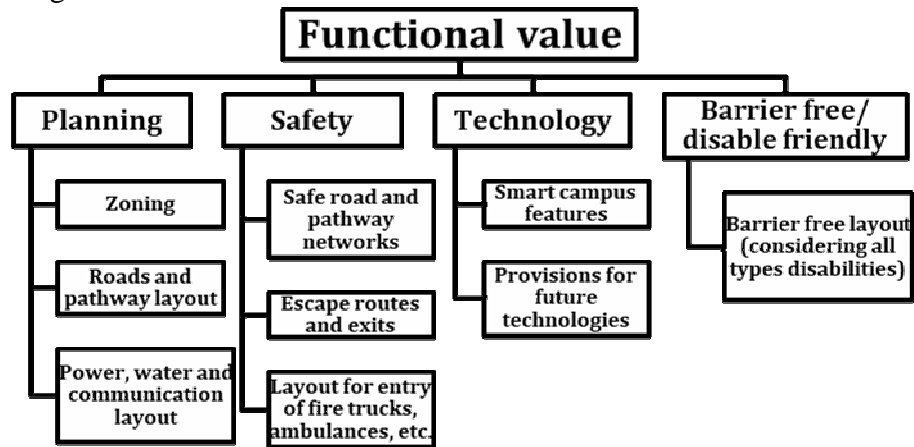 Functional value
Planning
Safety
Technology
Barrier free/
disable friendly
Zoning
Roads and
pathway layout
Power, water and
communication
layout
Safe road and
pathway
networks
Escape routes
and exits
Layout for entry
of fire trucks,
ambulances, etc.
Smart campus
features
Provisions for
future
technologies
Barrier free layout
(considering all
types disabilities)